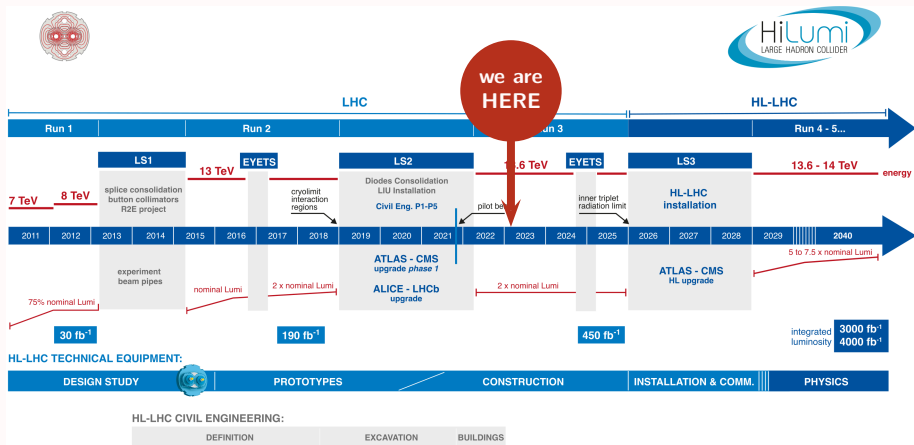 HiLumi
LARGE HADRON COLLIDER
we are
HERE
LHC
HL-LHC
Run 1
Run 2
un 3
Run 4 - 5...
LS1
EYETS
LS2
EYETS
LS3
13 TeV
.6 TeV
13.6 - 14 TeV
energy
7 TeV
8 TeV
splice consolidation
button collimators
R2E project
cryolimit
interaction
regions
Diodes Consolidation
LIU Installation
Civil Eng. P1-P5
pilot be
inner triplet
radiation limit
HL-LHC
installation
2011 2012 2013 2014 2015 2016 2017 2018 2019 2020 2021 2022 2023 2024 2025 2026 2027 2028 2029 2040
experiment
beam pipes
ATLAS - CMS
upgrade phase 1
ALICE - LHCb
upgrade
ATLAS - CMS
HL upgrade
5 to 7.5 x nominal Lumi
75% nominal Lumi
nominal Lumi
2 x nominal Lumi
2 x nominal Lumi
30 fb-1
190 fb-1
450 fb-1
integrated
luminosity
3000 fb-1
4000 fb-1
HL-LHC TECHNICAL EQUIPMENT:
DESIGN STUDY
PROTOTYPES
CONSTRUCTION
INSTALLATION & COMM.
PHYSICS
HL-LHC CIVIL ENGINEERING:
DEFINITION
EXCAVATION
BUILDINGS